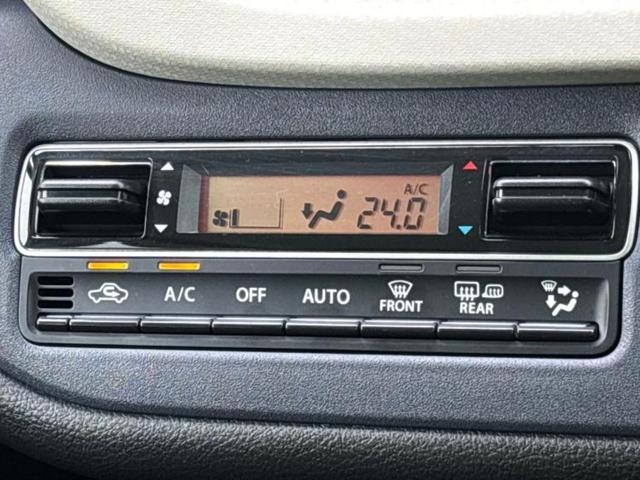 A/C
24.0
A/C OFF AUTO FRONT REAR